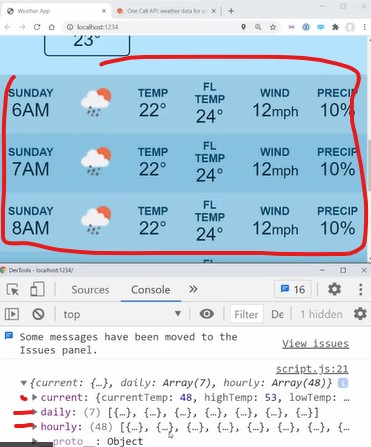 Weather App
One Call API: weather data for o
localhost:1234
23°
SUNDAY TEMP FL TEMP WIND PRECIP
6AM 22° 24° 12mph 10%
SUNDAY TEMP FL TEMP WIND PRECIP
7AM 22° 24° 12mph 10%
SUNDAY TEMP FL TEMP WIND PRECIP
8AM 22° 24° 12mph 10%
DevTools - localhost:1234/
Sources Console » 16
top Filter De 1 hidden
Some messages have been moved to the Issues panel. View issues
script.js:21
▼{current: {…}, daily: Array(7), hourly: Array(48)} i
▶ current: {currentTemp: 48, highTemp: 53, lowTemp: …
▶ daily: (7) [{…}, {…}, {…}, {…}, {…}, {…}, {…}]
▶ hourly: (48) [{…}, {…}, {…}, {…}, {…}, {…}, {…
▶ __proto__: Object